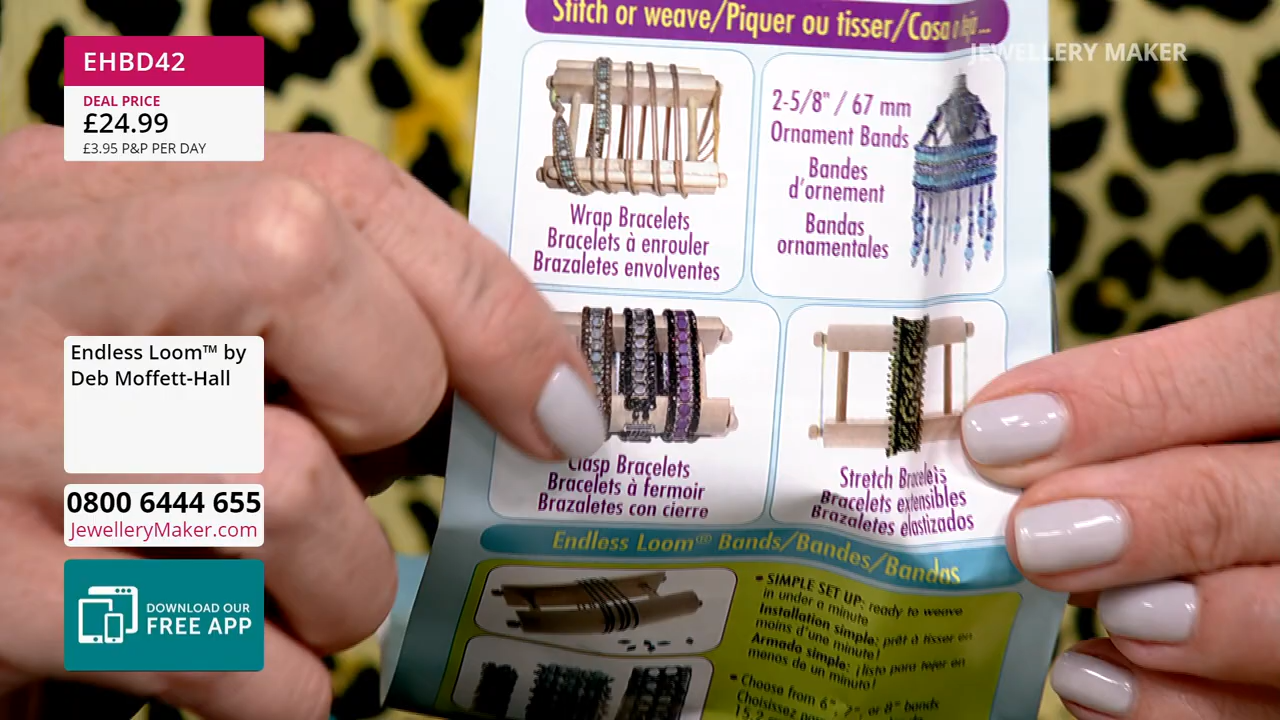 EHBD42
DEAL PRICE
£24.99
£3.95 P&P PER DAY
Endless Loom™ by
Deb Moffett-Hall
0800 6444 655
JewelleryMaker.com
DOWNLOAD OUR
FREE APP
JEWELLERY MAKER
Stitch or weave/Piquer ou tisser/Cosa o teja...
Wrap Bracelets
Bracelets à enrouler
Brazaletes envolventes
2-5/8" / 67 mm
Ornament Bands
Bandes
d'ornement
Bandas
ornamentales
Clasp Bracelets
Bracelets à fermoir
Brazaletes con cierre
Stretch Bracelets
Bracelets extensibles
Brazaletes elastizados
Endless Loom®® Bands/Bandes/Bandas
• SIMPLE SET UP: ready to weave
in under a minute
Installation simple: prêt à tisser en
moins d'une minute!
Armado simple: ¡listo para tejer en
menos de un minuto!
• Choose from 6", 7", or 8" bands